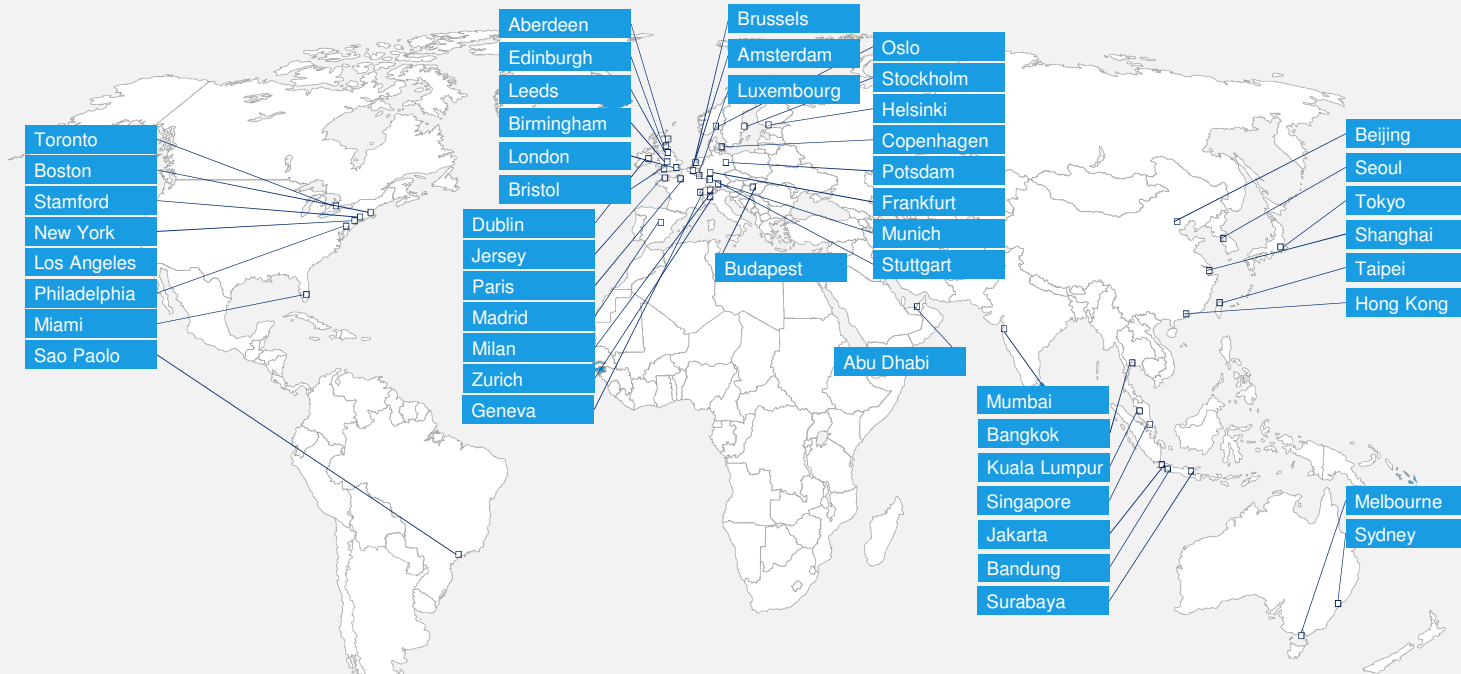 Toronto
Boston
Stamford
New York
Los Angeles
Philadelphia
Miami
Sao Paolo
Aberdeen
Edinburgh
Leeds
Birmingham
London
Bristol
Dublin
Jersey
Paris
Madrid
Milan
Zurich
Geneva
Brussels
Amsterdam
Luxembourg
Oslo
Stockholm
Helsinki
Copenhagen
Potsdam
Frankfurt
Munich
Stuttgart
Budapest
Abu Dhabi
Mumbai
Bangkok
Kuala Lumpur
Singapore
Jakarta
Bandung
Surabaya
Beijing
Seoul
Tokyo
Shanghai
Taipei
Hong Kong
Melbourne
Sydney